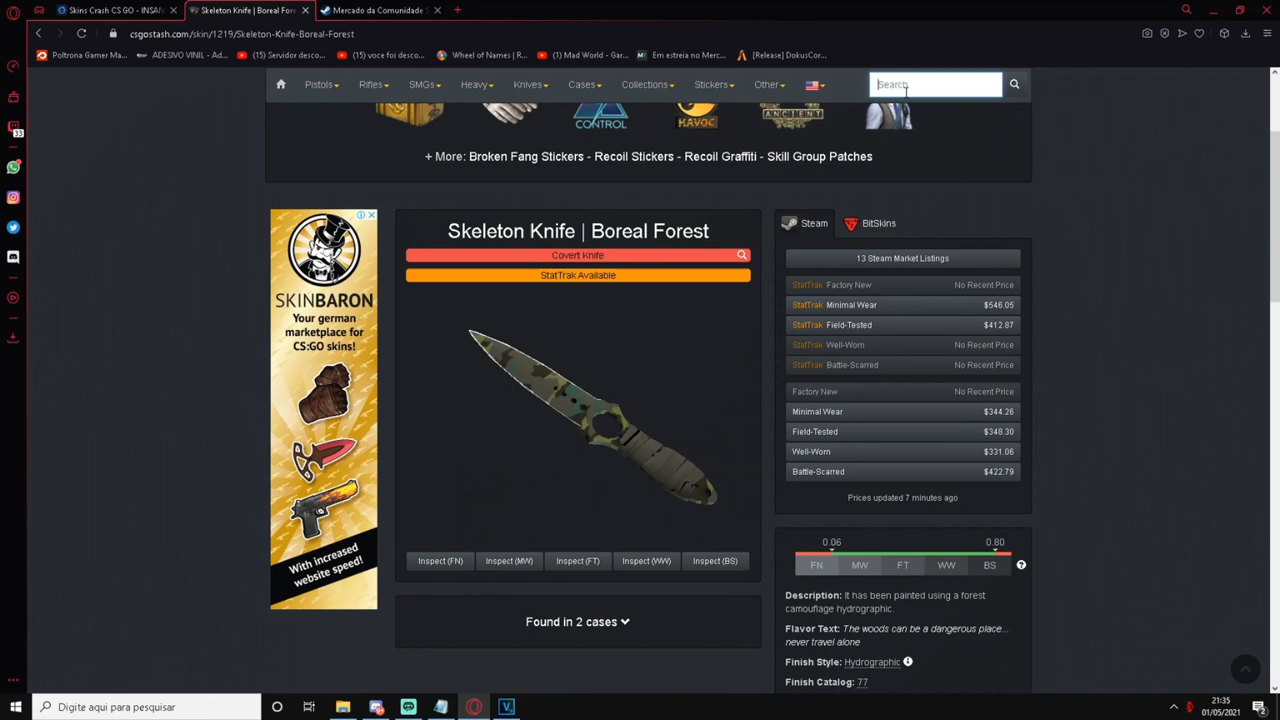 Skins Crash CS GO - INSAN
Skeleton Knife | Boreal Fore
Mercado da Comunidade S
csgostash.com/skin/1219/Skeleton-Knife-Boreal-Forest
Poltrona Gamer Ma...
ADESIVO VINIL - Ad...
(15) Servidor desco...
(15) voce foi desco...
Wheel of Names | R...
(1) Mad World - Gar...
Em estreia no Merc...
[Release] DokusCor...
Pistols
Rifles
SMGs
Heavy
Knives
Cases
Collections
Stickers
Other
Search
CONTROL
HAVOC
ANCIENT
+ More: Broken Fang Stickers - Recoil Stickers - Recoil Graffiti - Skill Group Patches
SKINBARON
Your german
marketplace for
CS:GO skins!
With increased
website speed!
Skeleton Knife | Boreal Forest
Covert Knife
StatTrak Available
Inspect (FN)
Inspect (MW)
Inspect (FT)
Inspect (WW)
Inspect (BS)
Found in 2 cases
Steam
BitSkins
13 Steam Market Listings
StatTrak Factory New No Recent Price
StatTrak Minimal Wear $546.05
StatTrak Field-Tested $412.87
StatTrak Well-Worn No Recent Price
StatTrak Battle-Scarred No Recent Price
Factory New No Recent Price
Minimal Wear $344.26
Field-Tested $348.30
Well-Worn $331.06
Battle-Scarred $422.79
Prices updated 7 minutes ago
0.06 0.80
FN MW FT WW BS
Description: It has been painted using a forest
camouflage hydrographic.
Flavor Text: The woods can be a dangerous place...
never travel alone
Finish Style: Hydrographic
Finish Catalog: 77
33
Digite aqui para pesquisar
21:35
01/05/2021
2